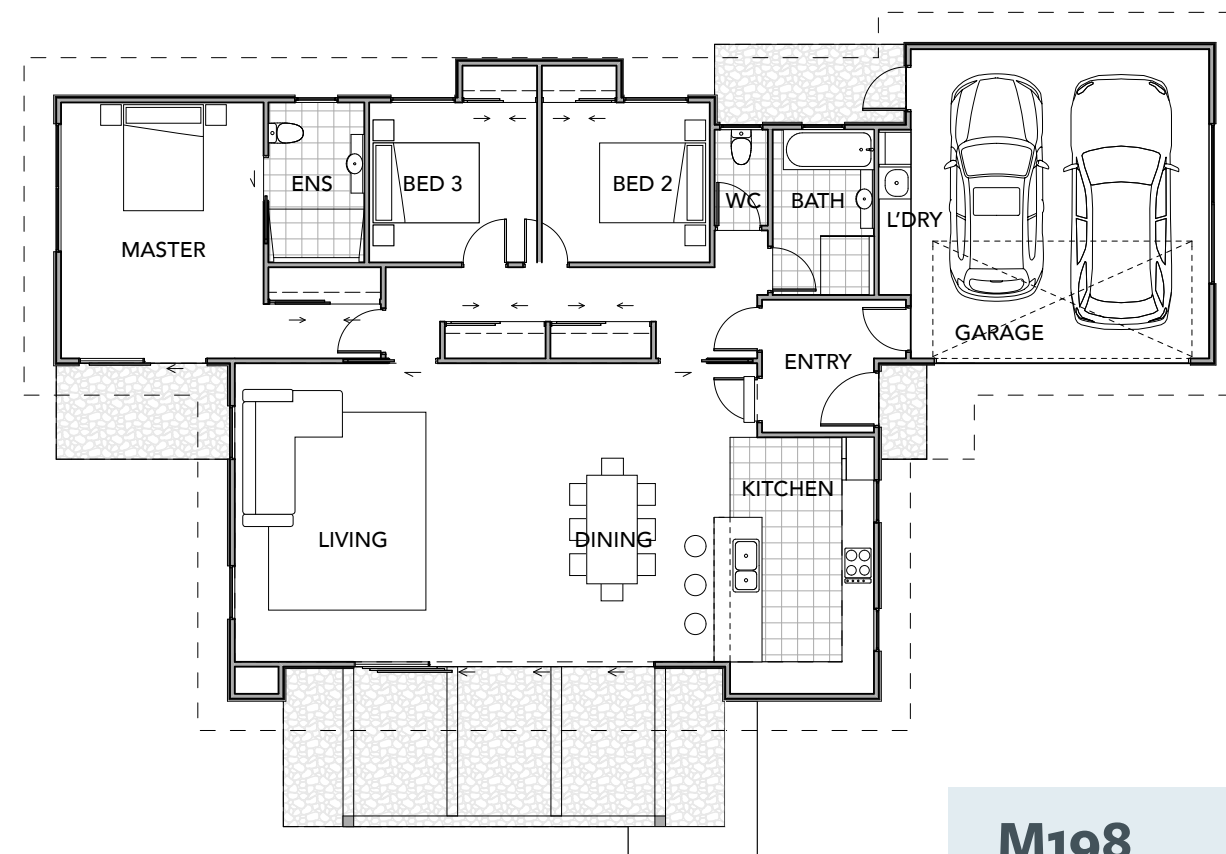 ENS
BED 3
BED 2
WC
BATH
L'DRY
MASTER
GARAGE
ENTRY
KITCHEN
LIVING
DINING
M198